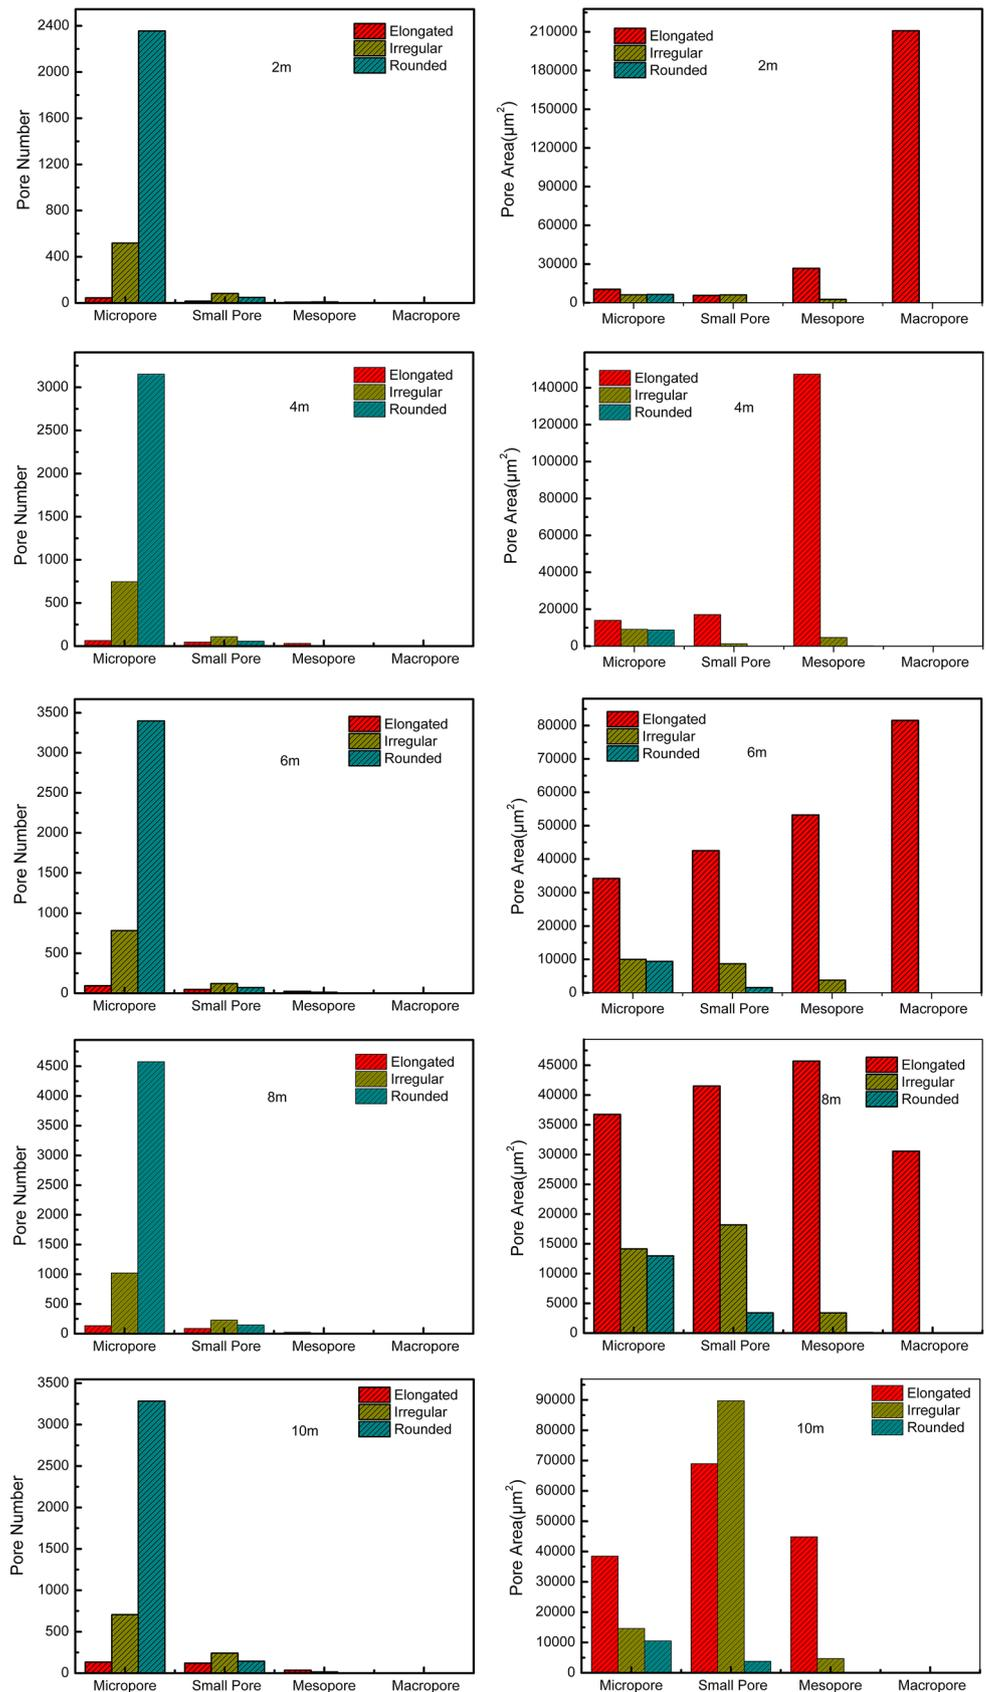 2400
2000
1600
1200
800
400
0
Pore Number
Elongated
Irregular
Rounded
2m
Micropore Small Pore Mesopore Macropore
210000
180000
150000
120000
90000
60000
30000
0
Pore Area(μm²)
Elongated
Irregular
Rounded
2m
Micropore Small Pore Mesopore Macropore
3000
2500
2000
1500
1000
500
0
Pore Number
Elongated
Irregular
Rounded
4m
Micropore Small Pore Mesopore Macropore
140000
120000
100000
80000
60000
40000
20000
0
Pore Area(μm²)
Elongated
Irregular
Rounded
4m
Micropore Small Pore Mesopore Macropore
3500
3000
2500
2000
1500
1000
500
0
Pore Number
Elongated
Irregular
Rounded
6m
Micropore Small Pore Mesopore Macropore
80000
70000
60000
50000
40000
30000
20000
10000
0
Pore Area(μm²)
Elongated
Irregular
Rounded
6m
Micropore Small Pore Mesopore Macropore
4500
4000
3500
3000
2500
2000
1500
1000
500
0
Pore Number
Elongated
Irregular
Rounded
8m
Micropore Small Pore Mesopore Macropore
45000
40000
35000
30000
25000
20000
15000
10000
5000
0
Pore Area(μm²)
Elongated
Irregular
Rounded
8m
Micropore Small Pore Mesopore Macropore
3500
3000
2500
2000
1500
1000
500
0
Pore Number
Elongated
Irregular
Rounded
10m
Micropore Small Pore Mesopore Macropore
90000
80000
70000
60000
50000
40000
30000
20000
10000
0
Pore Area(μm²)
Elongated
Irregular
Rounded
10m
Micropore Small Pore Mesopore Macropore